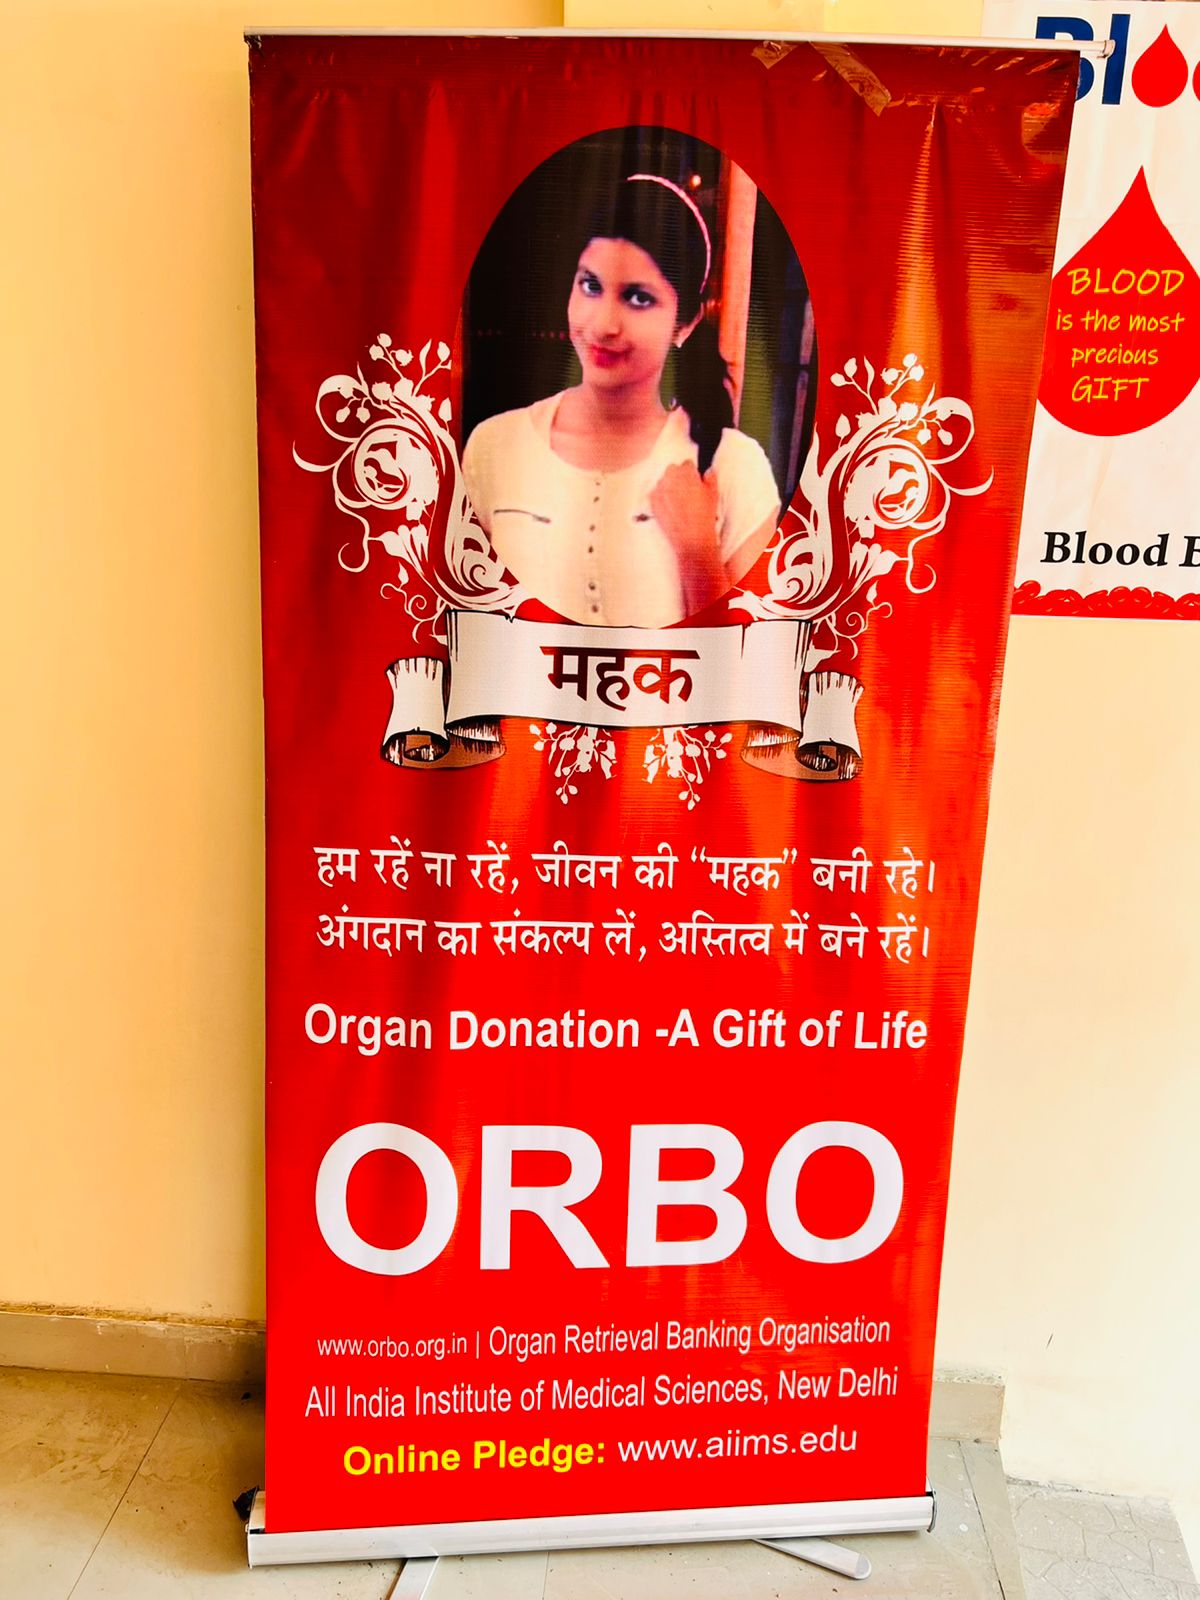 महक
हम रहें ना रहें, जीवन की “महक” बनी रहे।
अंगदान का संकल्प लें, अस्तित्व में बने रहें।
Organ Donation -A Gift of Life
ORBO
www.orbo.org.in | Organ Retrieval Banking Organisation
All India Institute of Medical Sciences, New Delhi
Online Pledge: www.aiims.edu
BLOOD
is the most
precious
GIFT
Blood